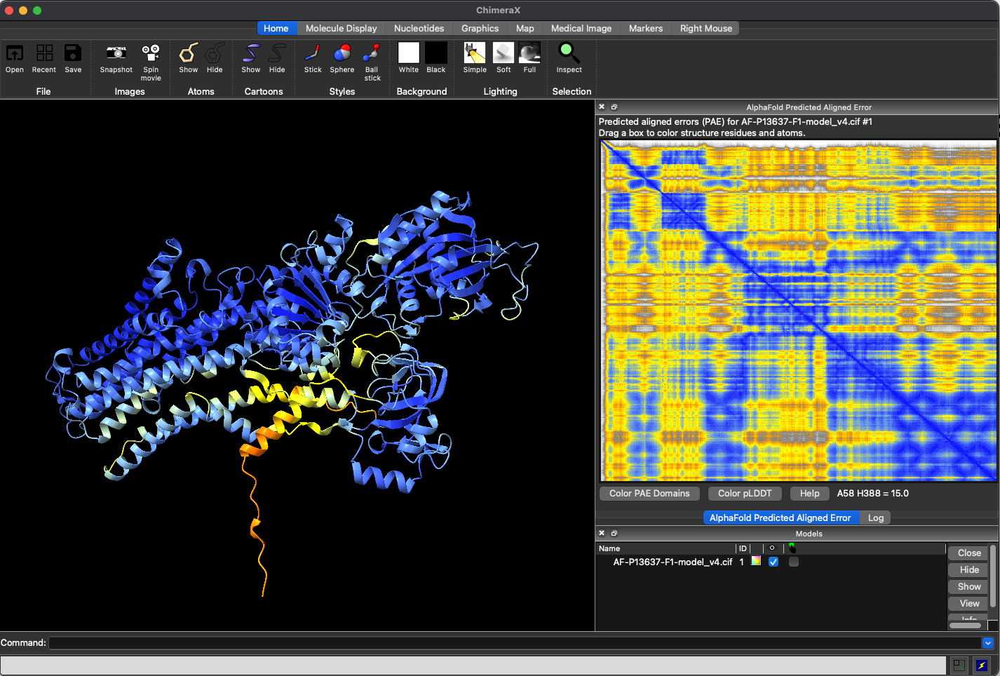 ChimeraX
Home Molecule Display Nucleotides Graphics Map Medical Image Markers Right Mouse
Open Recent Save Snapshot Spin movie Show Hide Show Hide Stick Sphere Ball stick White Black Simple Soft Full Inspect
File Images Atoms Cartoons Styles Background Lighting Selection
AlphaFold Predicted Aligned Error
Predicted aligned errors (PAE) for AF-P13637-F1-model_v4.cif #1
Drag a box to color structure residues and atoms.
Color PAE Domains Color pLDDT Help A58 H388 = 15.0
AlphaFold Predicted Aligned Error Log
Models
Name ID
AF-P13637-F1-model_v4.cif 1
Close
Hide
Show
View
Info
Command: